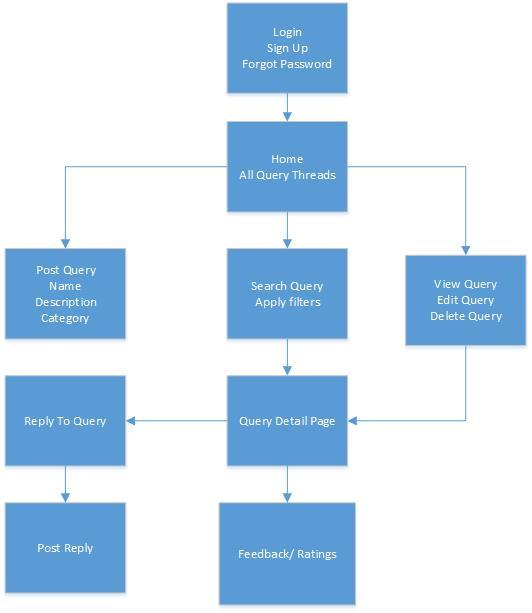 Login
Sign Up
Forgot Password
Home
All Query Threads
Post Query
Name
Description
Category
Search Query
Apply filters
View Query
Edit Query
Delete Query
Reply To Query
Query Detail Page
Post Reply
Feedback/ Ratings